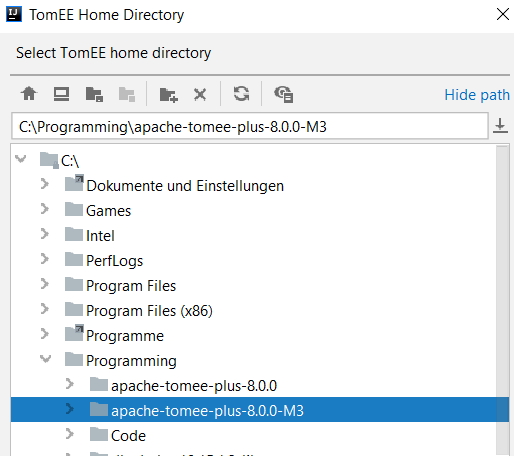 IJ TomEE Home Directory
Select TomEE home directory
Hide path
C:\Programming\apache-tomee-plus-8.0.0-M3
C:\
Dokumente und Einstellungen
Games
Intel
PerfLogs
Program Files
Program Files (x86)
Programme
Programming
apache-tomee-plus-8.0.0
apache-tomee-plus-8.0.0-M3
Code